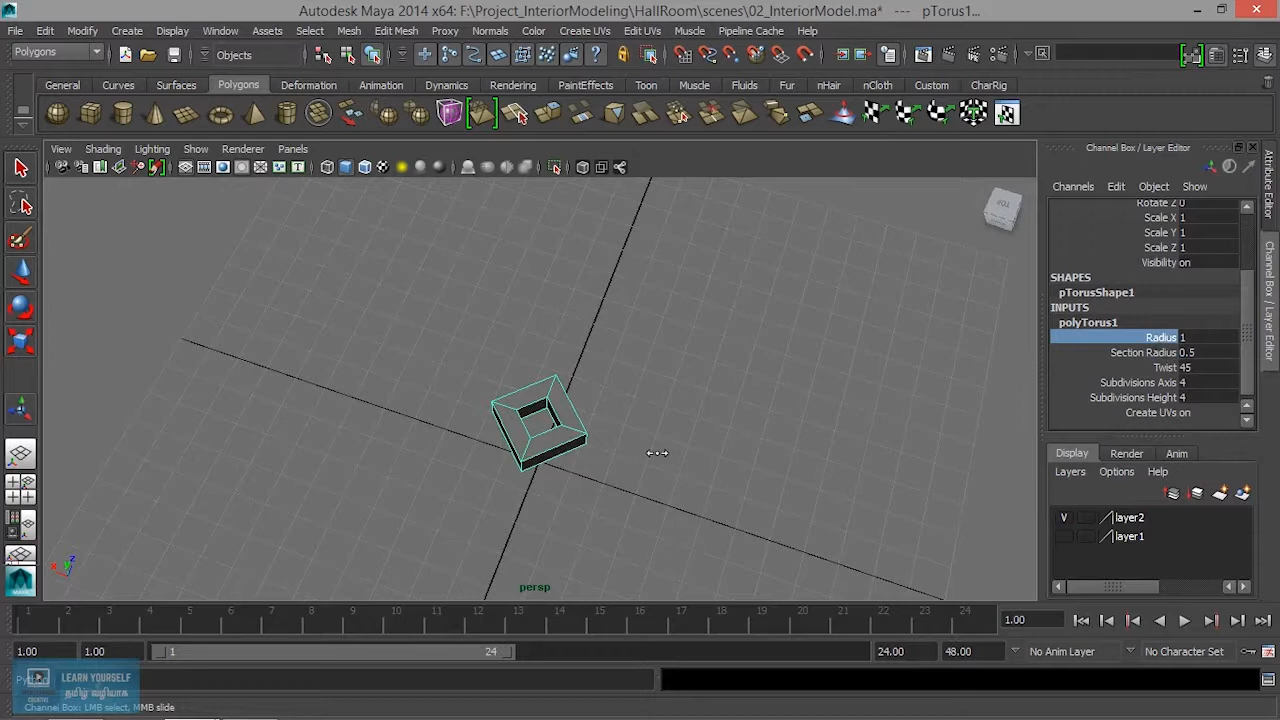 Autodesk Maya 2014 x64: F:\Project_InteriorModeling\HallRoom\scenes\02_InteriorModel.ma* --- pTorus1...
File Edit Modify Create Display Window Assets Select Mesh Edit Mesh Proxy Normals Color Create UVs Edit UVs Muscle Pipeline Cache Help
Polygons Objects
General Curves Surfaces Polygons Deformation Animation Dynamics Rendering PaintEffects Toon Muscle Fluids Fur nHair nCloth Custom CharRig
View Shading Lighting Show Renderer Panels
Channel Box / Layer Editor
Channels Edit Object Show
Rotate Z 0
Scale X 1
Scale Y 1
Scale Z 1
Visibility on
SHAPES
pTorusShape1
INPUTS
polyTorus1
Radius 1
Section Radius 0.5
Twist 45
Subdivisions Axis 4
Subdivisions Height 4
Create UVs on
Attribute Editor
Channel Box / Layer Editor
TOP
persp
Display Render Anim
Layers Options Help
V layer2
layer1
1 2 3 4 5 6 7 8 9 10 11 12 13 14 15 16 17 18 19 20 21 22 23 24
1.00
1.00 1.00 1 24 24.00 48.00 No Anim Layer No Character Set
LEARN YOURSELF
தமிழ் வழியாக
CREATIVE
Channel Box: LMB select, MMB slide